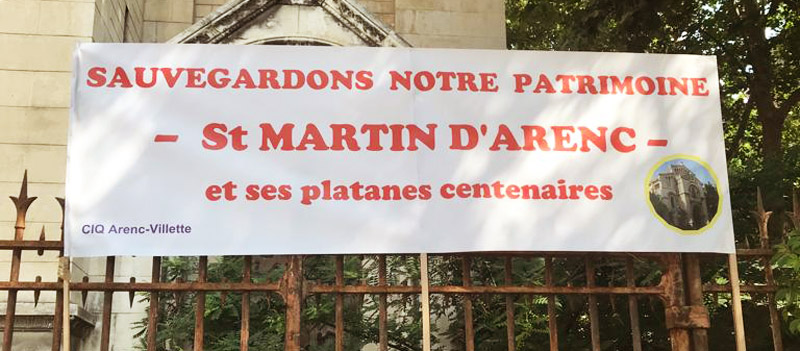 SAUVEGARDONS NOTRE PATRIMOINE
– St MARTIN D'ARENC –
et ses platanes centenaires
CIQ Arenc-Villette